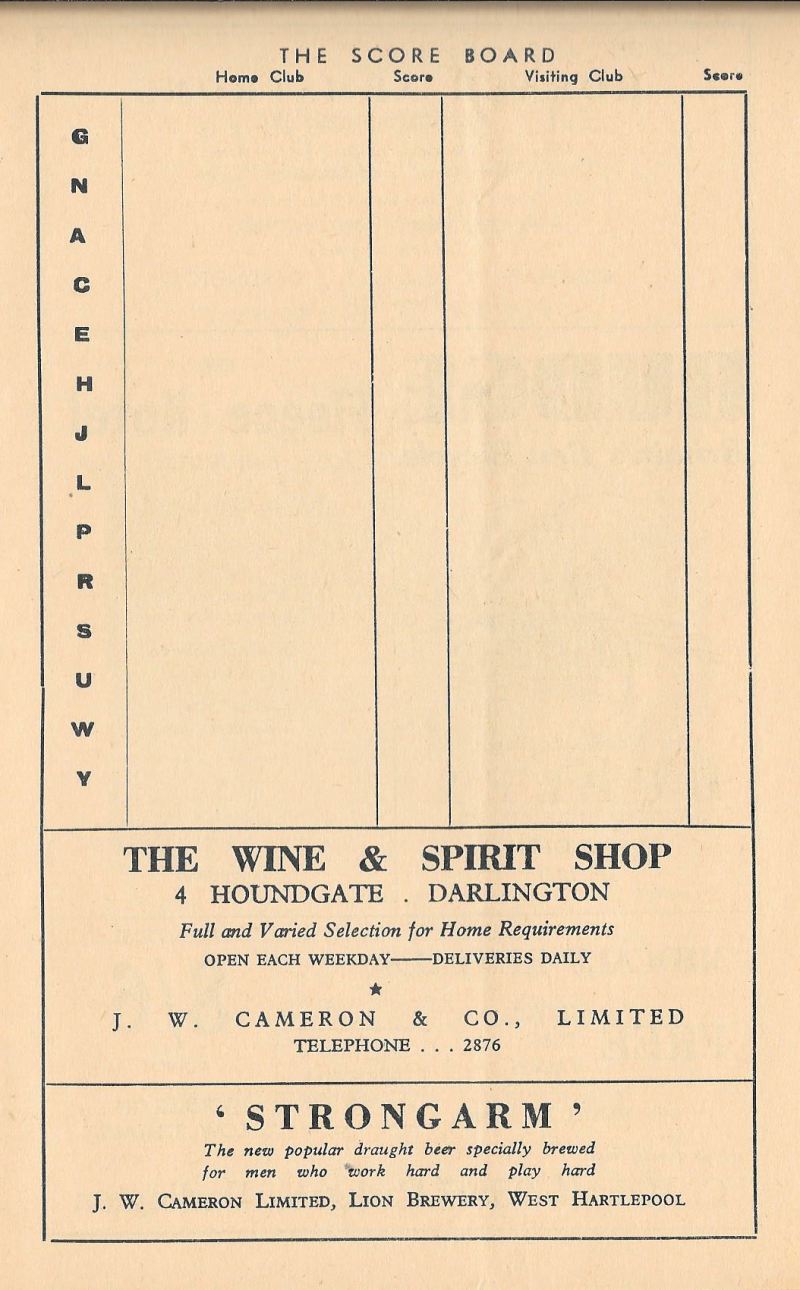 THE SCORE BOARD
Home Club Score Visiting Club Score
G
N
A
C
E
H
J
L
P
R
S
U
W
Y
THE WINE & SPIRIT SHOP
4 HOUNDGATE . DARLINGTON
Full and Varied Selection for Home Requirements
OPEN EACH WEEKDAY——DELIVERIES DAILY
★
J. W. CAMERON & CO., LIMITED
TELEPHONE . . . 2876
‘ STRONGARM ’
The new popular draught beer specially brewed
for men who work hard and play hard
J. W. CAMERON LIMITED, LION BREWERY, WEST HARTLEPOOL